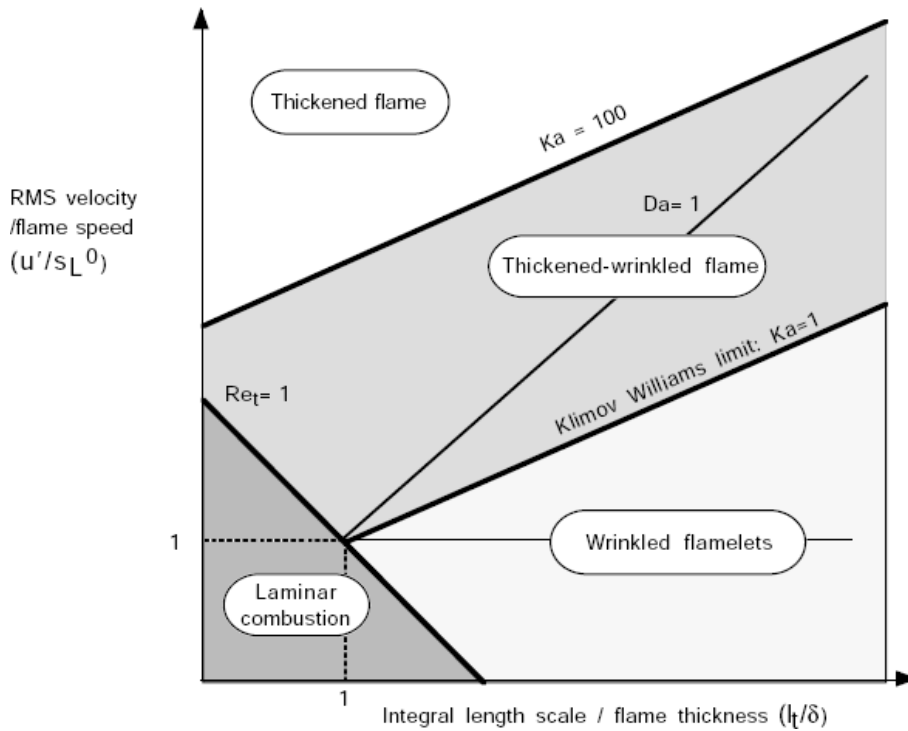 Thickened flame
Ka = 100
RMS velocity
/flame speed
(u'/sL0)
Da= 1
Thickened-wrinkled flame
Klimov Williams limit: Ka=1
Ret= 1
1
Wrinkled flamelets
Laminar
combustion
1
Integral length scale / flame thickness (lt/δ)